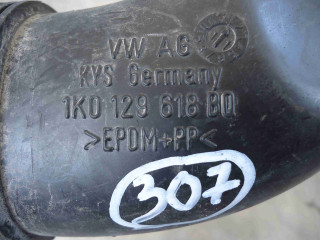 VW AG
KYS Germany
1K0 129 618 BQ
>EPDM+PP<
307